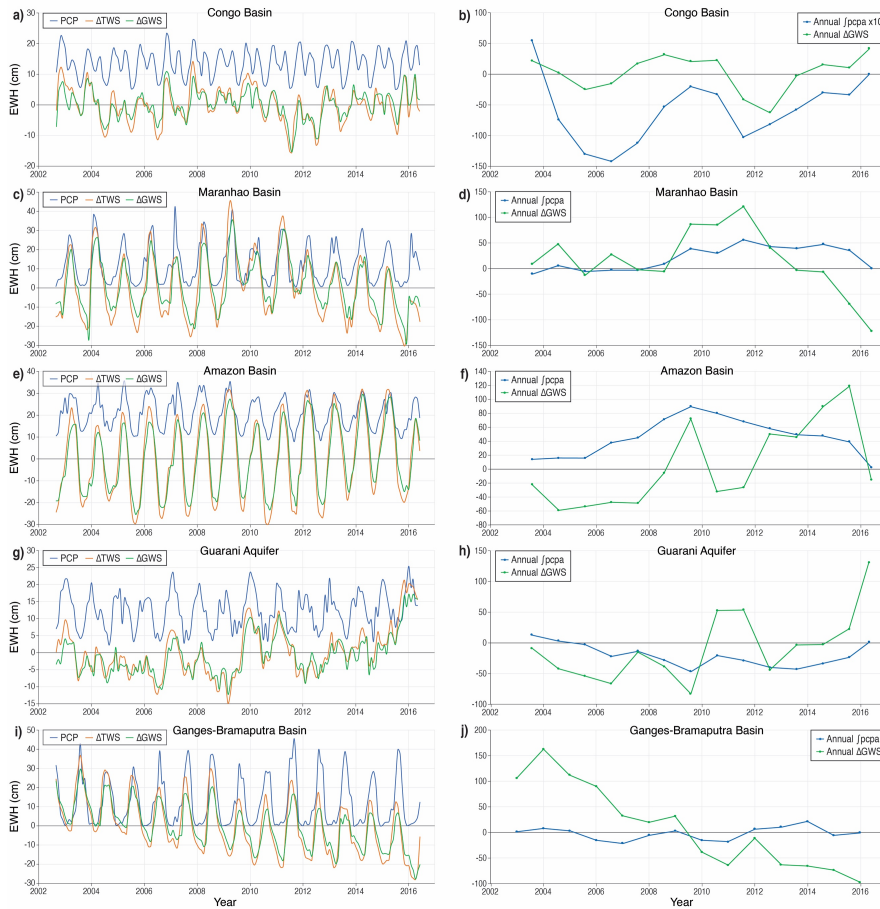 a) Congo Basin
PCP ΔTWS ΔGWS
EWH (cm)
30
20
10
0
-10
-20
2002 2004 2006 2008 2010 2012 2014 2016
b) Congo Basin
Annual ∫pcpa x10
Annual ΔGWS
100
50
0
-50
-100
-150
2002 2004 2006 2008 2010 2012 2014 2016
c) Maranhao Basin
PCP ΔTWS ΔGWS
EWH (cm)
50
40
30
20
10
0
-10
-20
-30
2002 2004 2006 2008 2010 2012 2014 2016
d) Maranhao Basin
Annual ∫pcpa
Annual ΔGWS
150
100
50
0
-50
-100
-150
2002 2004 2006 2008 2010 2012 2014 2016
e) Amazon Basin
PCP ΔTWS ΔGWS
EWH (cm)
40
30
20
10
0
-10
-20
-30
2002 2004 2006 2008 2010 2012 2014 2016
f) Amazon Basin
Annual ∫pcpa
Annual ΔGWS
140
120
100
80
60
40
20
0
-20
-40
-60
-80
2002 2004 2006 2008 2010 2012 2014 2016
g) Guarani Aquifer
PCP ΔTWS ΔGWS
EWH (cm)
30
25
20
15
10
5
0
-5
-10
-15
2002 2004 2006 2008 2010 2012 2014 2016
h) Guarani Aquifer
Annual ∫pcpa
Annual ΔGWS
150
100
50
0
-50
-100
2002 2004 2006 2008 2010 2012 2014 2016
i) Ganges-Bramaputra Basin
PCP ΔTWS ΔGWS
EWH (cm)
50
40
30
20
10
0
-10
-20
-30
2002 2004 2006 2008 2010 2012 2014 2016
Year
j) Ganges-Bramaputra Basin
Annual ∫pcpa
Annual ΔGWS
200
150
100
50
0
-50
-100
2002 2004 2006 2008 2010 2012 2014 2016
Year